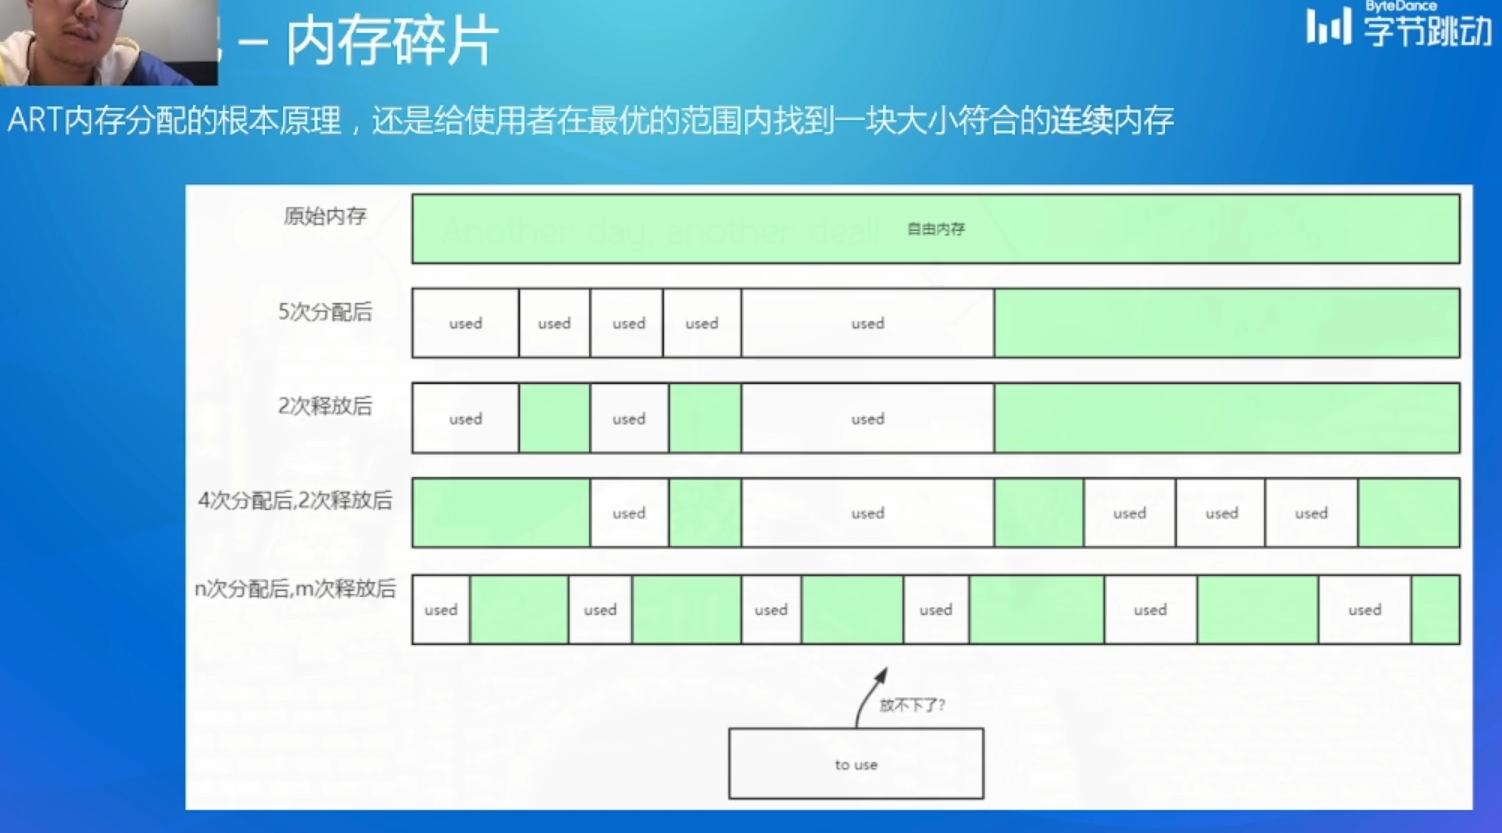 – 内存碎片
ByteDance
字节跳动
ART内存分配的根本原理，还是给使用者在最优的范围内找到一块大小符合的连续内存
原始内存
自由内存
5次分配后
used used used used used
2次释放后
used used used
4次分配后,2次释放后
used used used used used
n次分配后,m次释放后
used used used used used used
放不下了?
to use